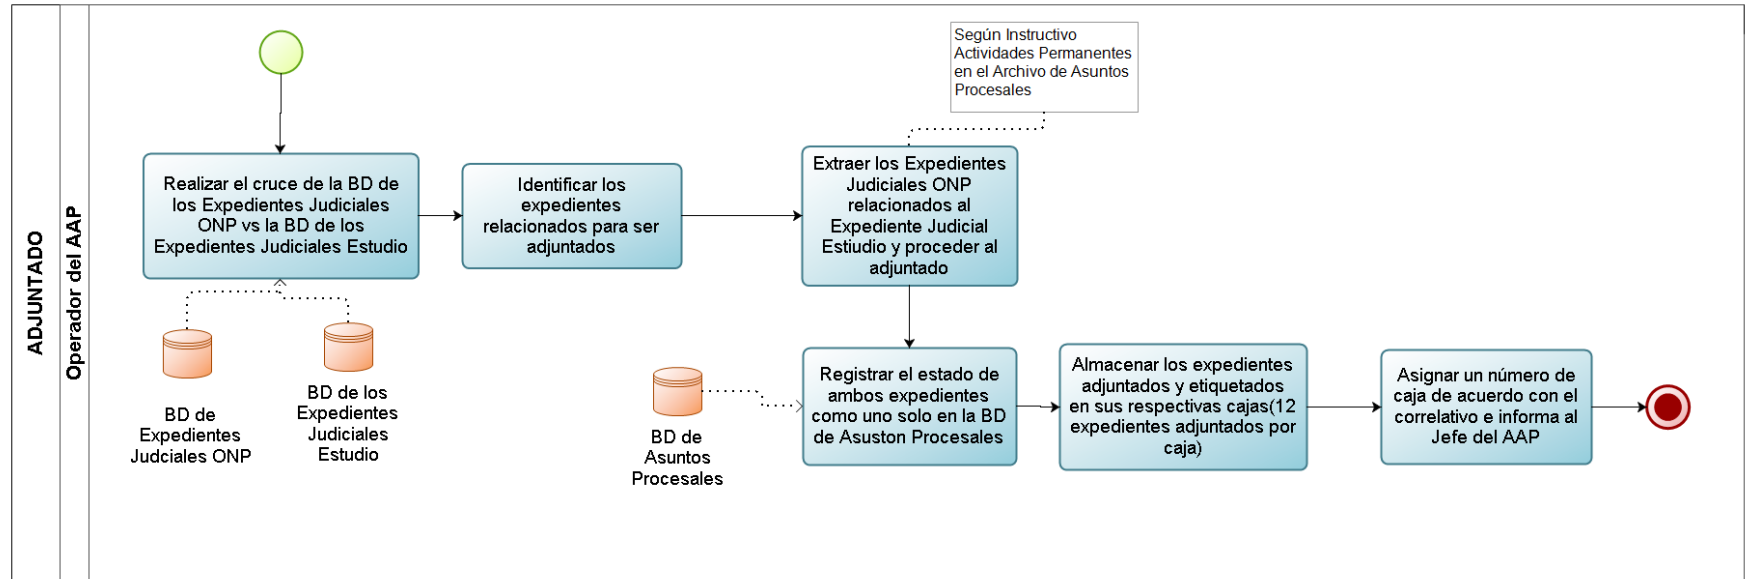 ADJUNTADO
Operador del AAP
Según Instructivo
Actividades Permanentes
en el Archivo de Asuntos
Procesales
Realizar el cruce de la BD de
los Expedientes Judiciales
ONP vs la BD de los
Expedientes Judiciales Estudio
Identificar los
expedientes
relacionados para ser
adjuntados
Extraer los Expedientes
Judiciales ONP
relacionados al
Expediente Judicial
Estiudio y proceder al
adjuntado
BD de
Expedientes
Judciales ONP
BD de los
Expedientes
Judiciales
Estudio
BD de
Asuntos
Procesales
Registrar el estado de
ambos expedientes
como uno solo en la BD
de Asuston Procesales
Almacenar los expedientes
adjuntados y etiquetados
en sus respectivas cajas(12
expedientes adjuntados por
caja)
Asignar un número de
caja de acuerdo con el
correlativo e informa al
Jefe del AAP